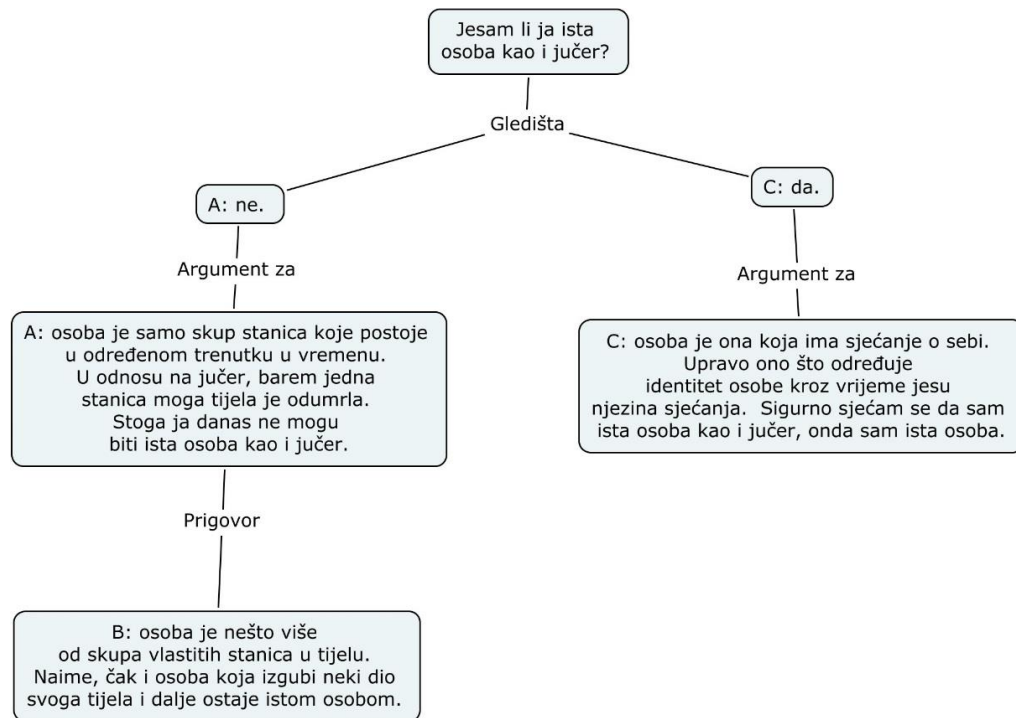 Jesam li ja ista
osoba kao i jučer?
Gledišta
A: ne.
C: da.
Argument za
Argument za
A: osoba je samo skup stanica koje postoje
u određenom trenutku u vremenu.
U odnosu na jučer, barem jedna
stanica moga tijela je odumrla.
Stoga ja danas ne mogu
biti ista osoba kao i jučer.
C: osoba je ona koja ima sjećanje o sebi.
Upravo ono što određuje
identitet osobe kroz vrijeme jesu
njezina sjećanja. Sigurno sjećam se da sam
ista osoba kao i jučer, onda sam ista osoba.
Prigovor
B: osoba je nešto više
od skupa vlastitih stanica u tijelu.
Naime, čak i osoba koja izgubi neki dio
svoga tijela i dalje ostaje istom osobom.